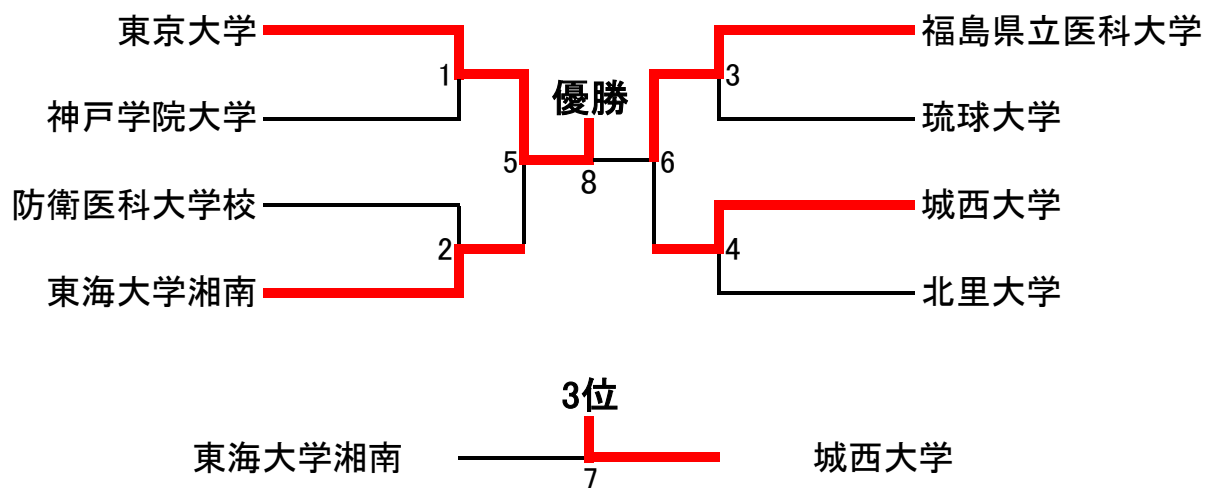 東京大学
福島県立医科大学
1
3
優勝
神戸学院大学
琉球大学
5
8
6
防衛医科大学校
城西大学
2
4
東海大学湘南
北里大学
3位
東海大学湘南
城西大学
7